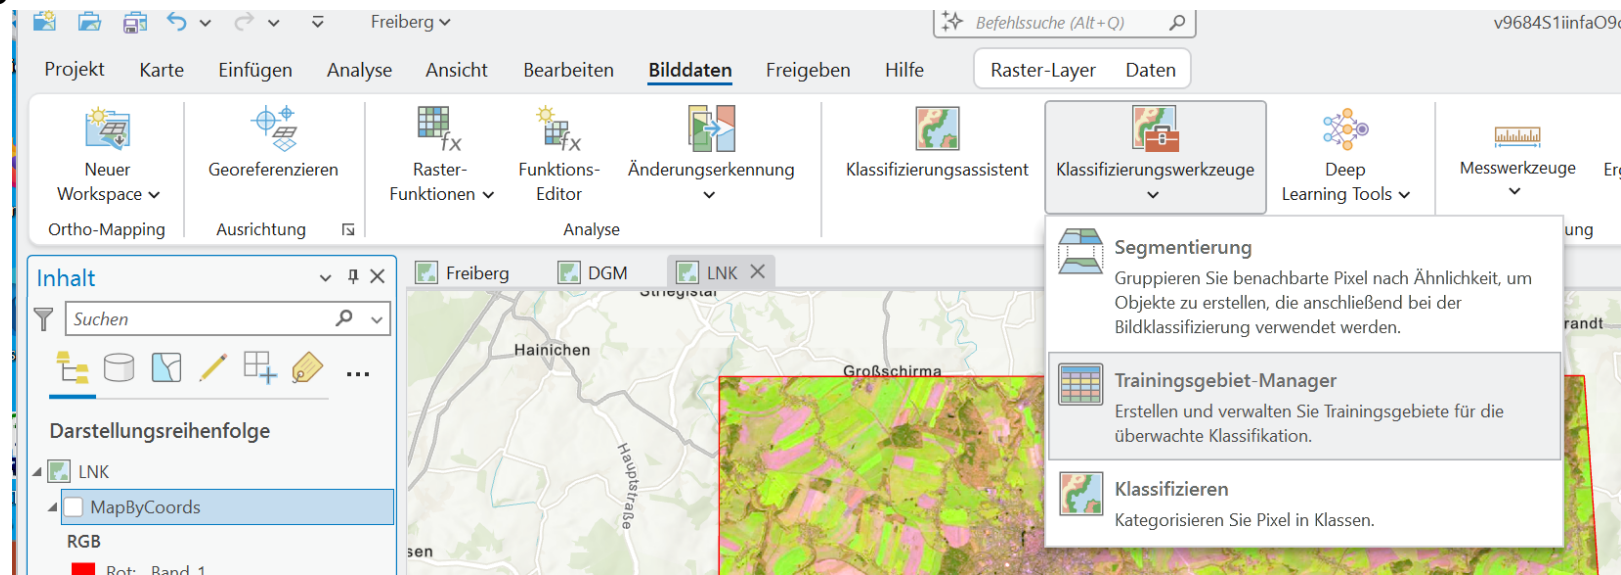 Freiberg
Befehlssuche (Alt+Q)
Projekt Karte Einfügen Analyse Ansicht Bearbeiten Bilddaten Freigeben Hilfe Raster-Layer Daten
Neuer
Workspace
Georeferenzieren
Raster-
Funktionen
Funktions-
Editor
Änderungserkennung
Klassifizierungsassistent
Klassifizierungswerkzeuge
Deep
Learning Tools
Messwerkzeuge
Ortho-Mapping Ausrichtung Analyse
Segmentierung
Gruppieren Sie benachbarte Pixel nach Ähnlichkeit, um
Objekte zu erstellen, die anschließend bei der
Bildklassifizierung verwendet werden.
Trainingsgebiet-Manager
Erstellen und verwalten Sie Trainingsgebiete für die
überwachte Klassifikation.
Klassifizieren
Kategorisieren Sie Pixel in Klassen.
Inhalt
Suchen
Darstellungsreihenfolge
LNK
MapByCoords
RGB
Rot: Band_1
Freiberg DGM LNK
Striegistal
Hainichen
Großschirma
Hauptstraße